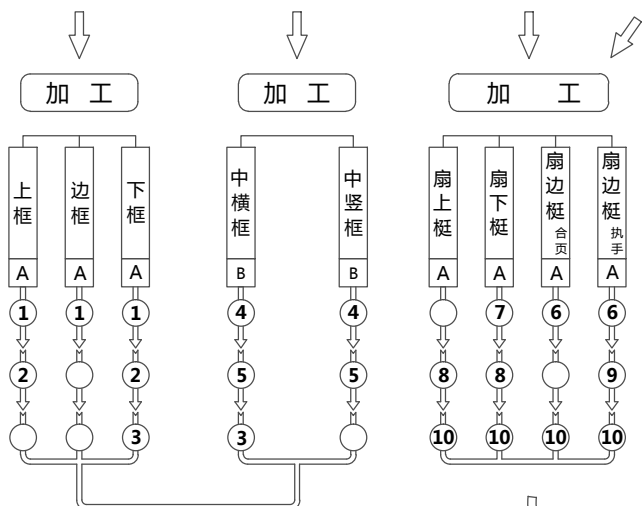 加 工
加 工
加 工
上框
边框
下框
中横框
中竖框
扇上梃
扇下梃
扇边梃 合页
扇边梃 执手
A A A B B A A A A
1 1 1 4 4 7 6 6
2 2 5 5 8 8 9
3 3 10 10 10 10